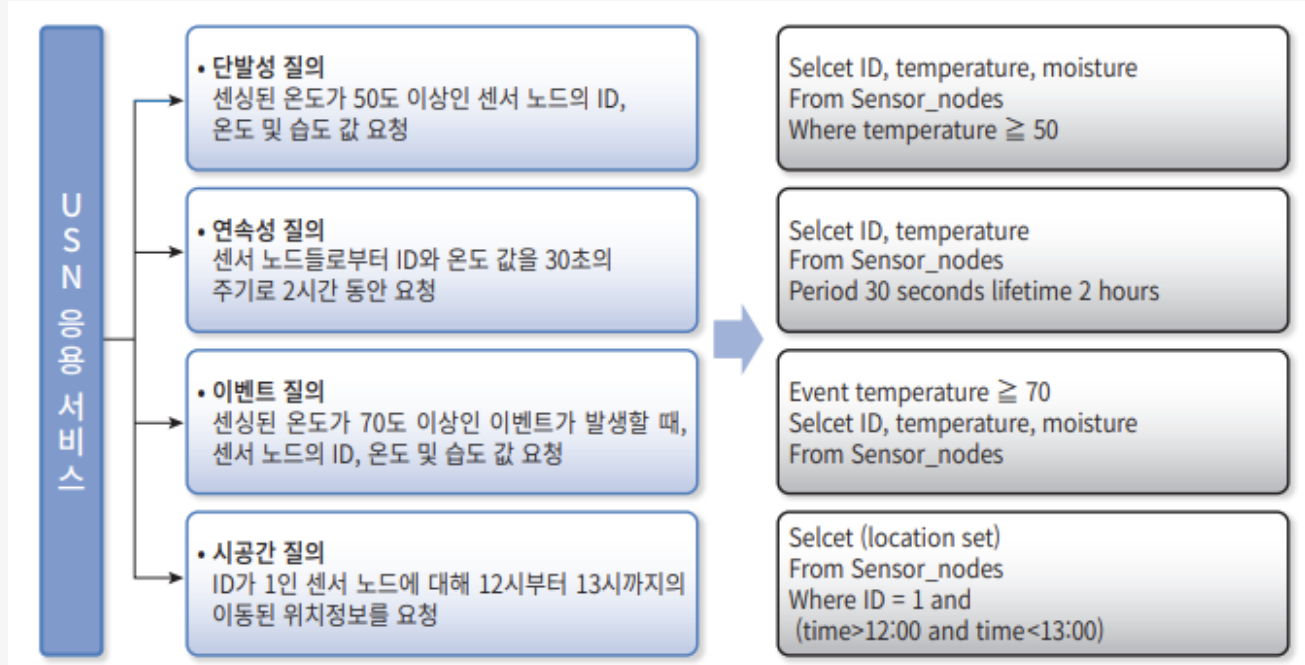 USN 응용 서비스
• 단발성 질의
센싱된 온도가 50도 이상인 센서 노드의 ID,
온도 및 습도 값 요청
Selcet ID, temperature, moisture
From Sensor_nodes
Where temperature ≧ 50
• 연속성 질의
센서 노드들로부터 ID와 온도 값을 30초의
주기로 2시간 동안 요청
Selcet ID, temperature
From Sensor_nodes
Period 30 seconds lifetime 2 hours
• 이벤트 질의
센싱된 온도가 70도 이상인 이벤트가 발생할 때,
센서 노드의 ID, 온도 및 습도 값 요청
Event temperature ≧ 70
Selcet ID, temperature, moisture
From Sensor_nodes
• 시공간 질의
ID가 1인 센서 노드에 대해 12시부터 13시까지의
이동된 위치정보를 요청
Selcet (location set)
From Sensor_nodes
Where ID = 1 and
(time>12:00 and time<13:00)